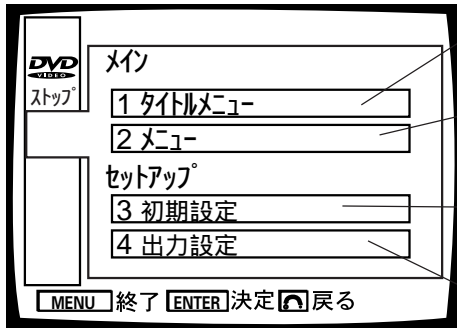 DVD
VIDEO
ストップ
メイン
1 タイトルメニュー
2 メニュー
セットアップ
3 初期設定
4 出力設定
MENU 終了 ENTER 決定 戻る